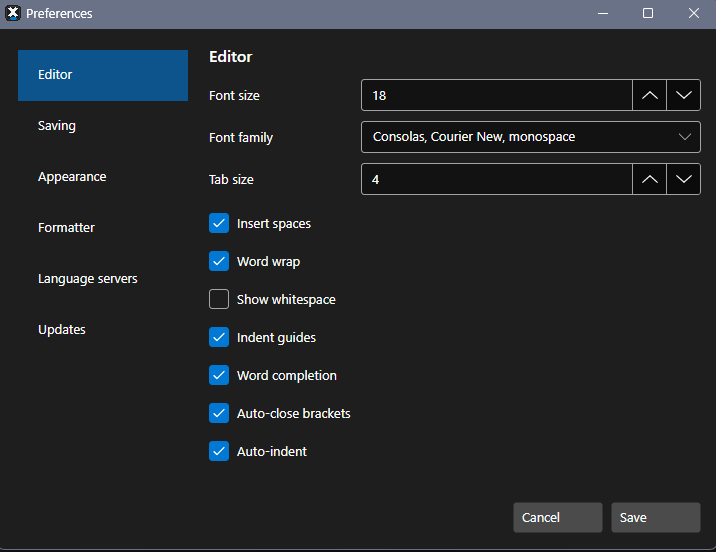 Preferences
Editor
Saving
Appearance
Formatter
Language servers
Updates
Editor
Font size 18
Font family Consolas, Courier New, monospace
Tab size 4
Insert spaces
Word wrap
Show whitespace
Indent guides
Word completion
Auto-close brackets
Auto-indent
Cancel Save